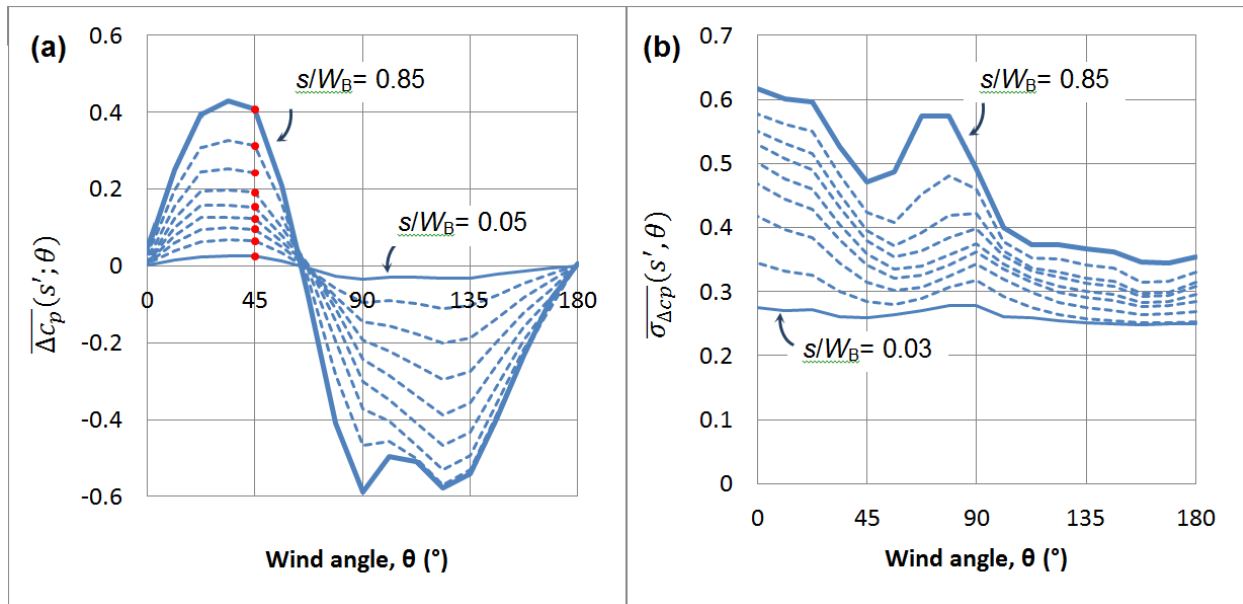 (a)
0.6
0.4
0.2
0
-0.2
-0.4
-0.6
s/WB= 0.85
s/WB= 0.05
0 45 90 135 180
Δcp(s′; θ)
Wind angle, θ (°)
(b)
0.7
0.6
0.5
0.4
0.3
0.2
0.1
0
s/WB= 0.85
s/WB = 0.03
0 45 90 135 180
σΔcp(s′, θ)
Wind angle, θ (°)